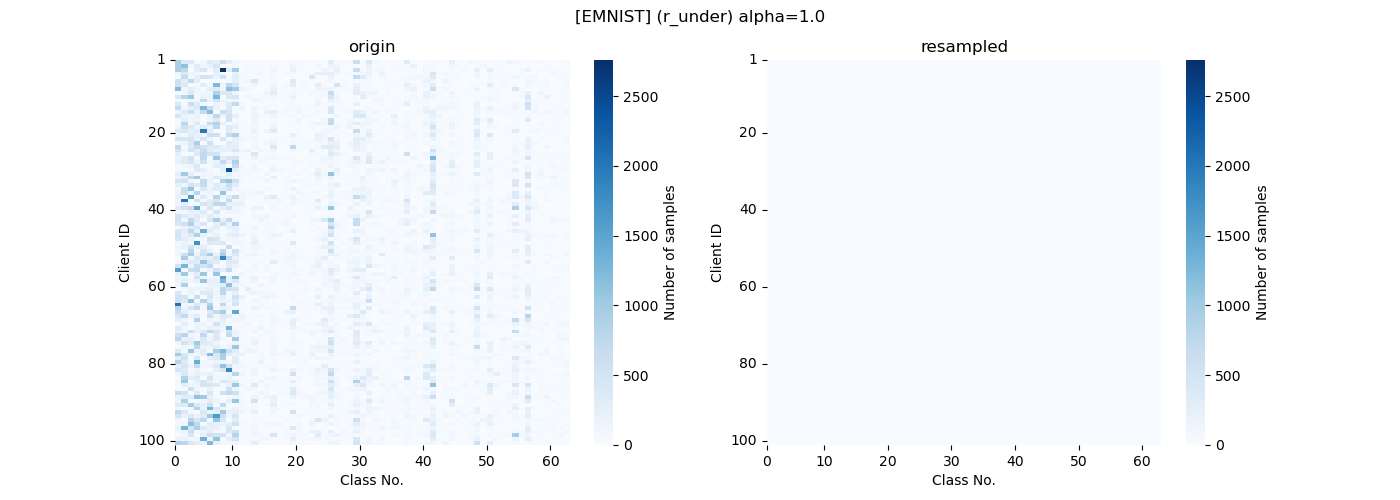 [EMNIST] (r_under) alpha=1.0
origin
1
20
40
60
80
100
Client ID
0 10 20 30 40 50 60
Class No.
2500
2000
1500
1000
500
0
Number of samples
resampled
1
20
40
60
80
100
Client ID
0 10 20 30 40 50 60
Class No.
2500
2000
1500
1000
500
0
Number of samples